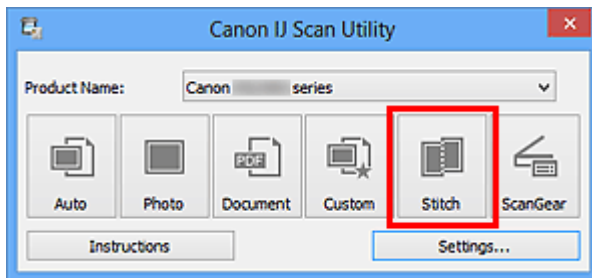 Canon IJ Scan Utility
Product Name: Canon series
Auto Photo PDF Document Custom Stitch ScanGear
Instructions Settings...